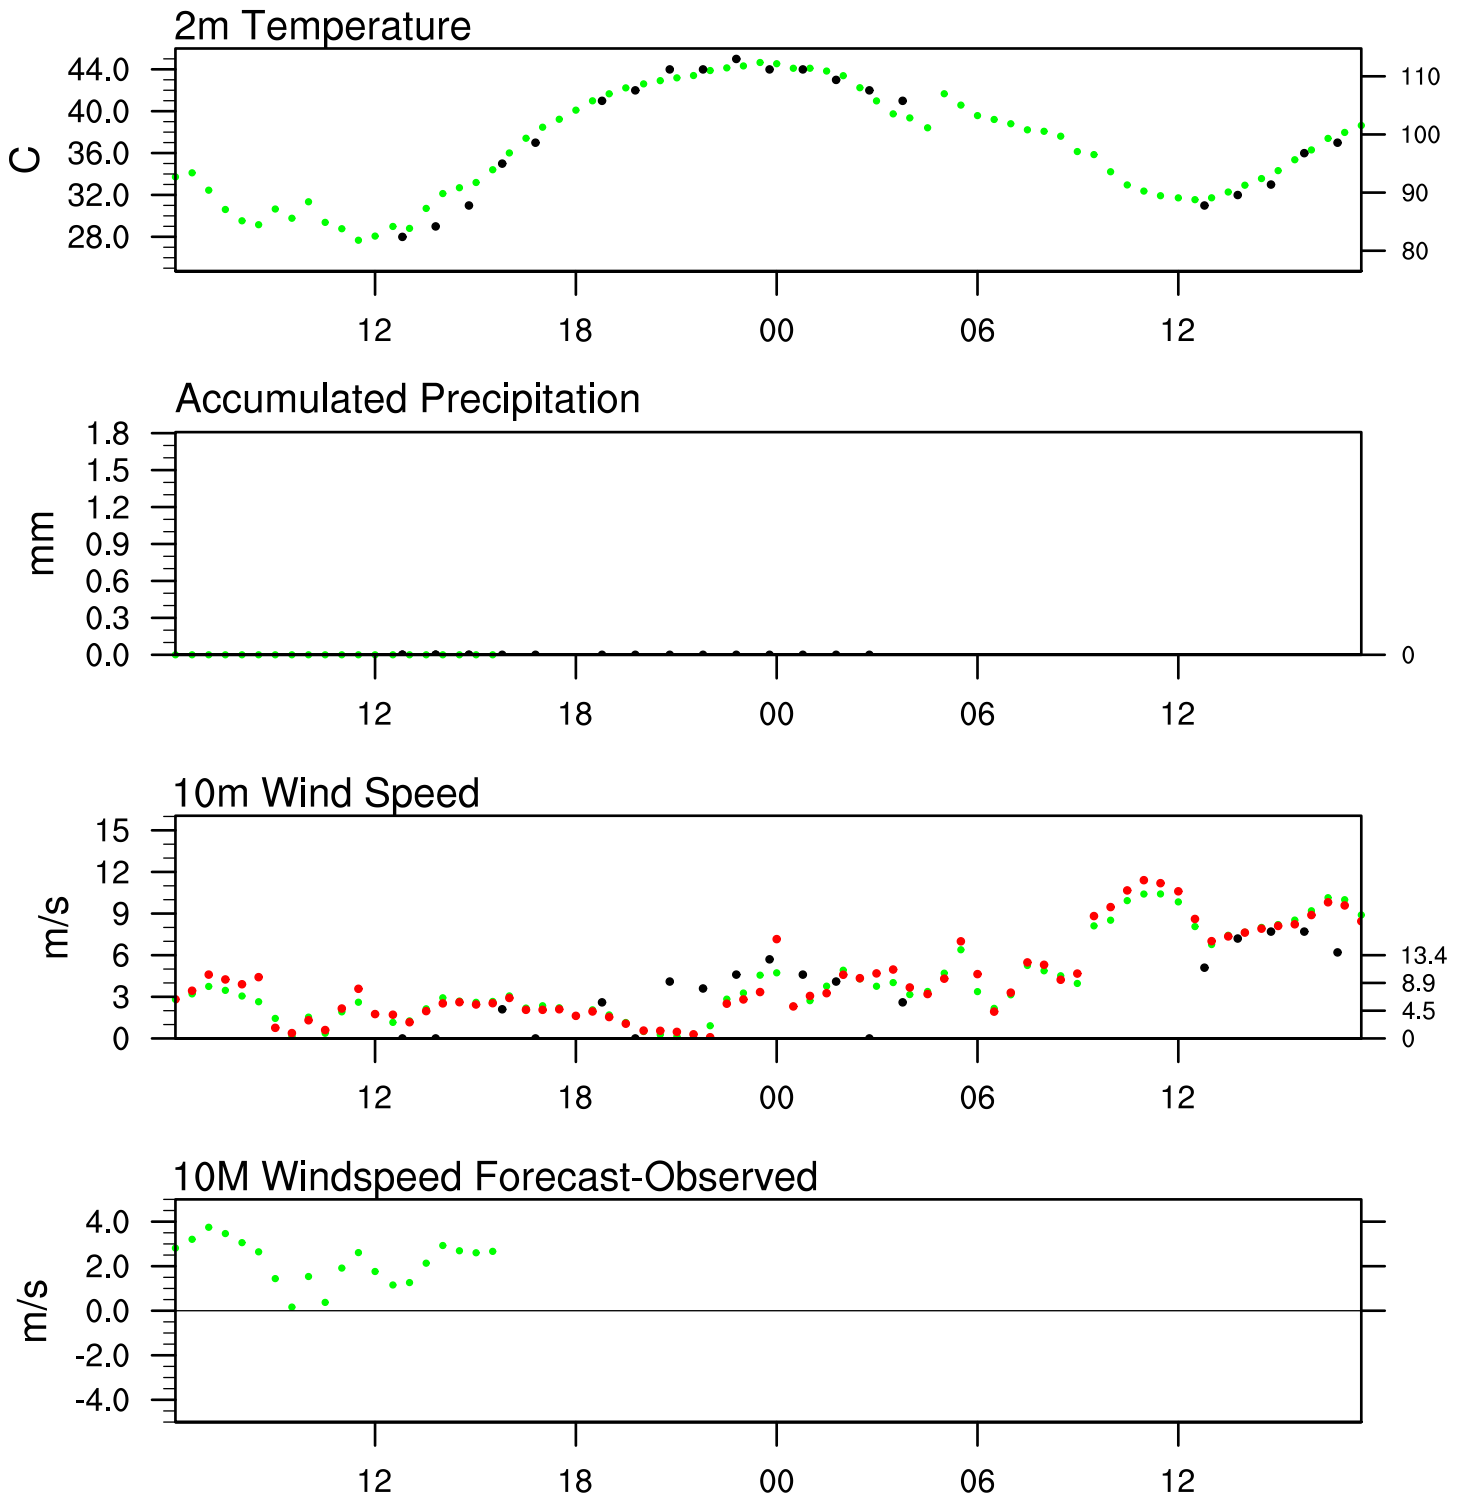 2m Temperature
44.0
40.0
36.0
32.0
28.0
C
110
100
90
80
12 18 00 06 12
Accumulated Precipitation
1.8
1.5
1.2
0.9
0.6
0.3
0.0
mm
0
12 18 00 06 12
10m Wind Speed
15
12
9
6
3
0
m/s
13.4
8.9
4.5
0
12 18 00 06 12
10M Windspeed Forecast-Observed
4.0
2.0
0.0
-2.0
-4.0
m/s
12 18 00 06 12